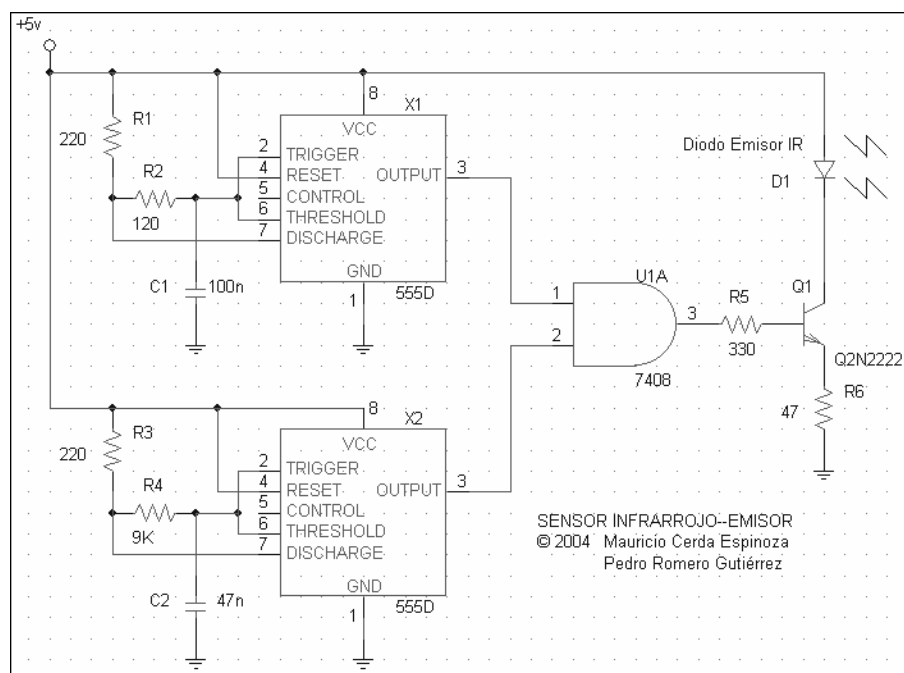 +5v
R1
220
R2
120
C1
100n
8
X1
VCC
2
TRIGGER
4
RESET
OUTPUT
3
5
CONTROL
6
THRESHOLD
7
DISCHARGE
GND
1
555D
Diodo Emisor IR
D1
U1A
1
2
3
7408
R5
330
Q1
Q2N2222
R6
47
R3
220
R4
9K
C2
47n
8
X2
VCC
2
TRIGGER
4
RESET
OUTPUT
3
5
CONTROL
6
THRESHOLD
7
DISCHARGE
GND
1
555D
SENSOR INFRARROJO--EMISOR
© 2004 Mauricio Cerda Espinoza
Pedro Romero Gutiérrez